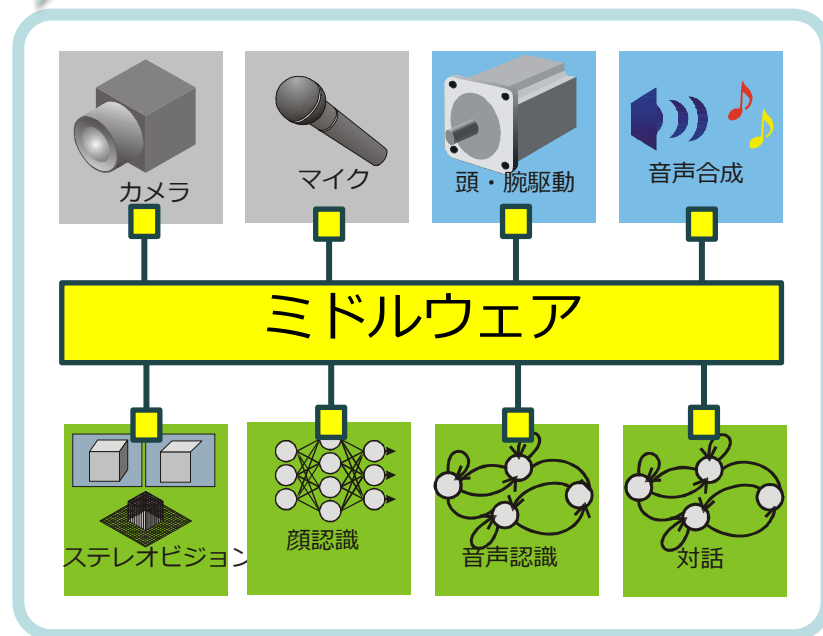 カメラ
マイク
頭・腕駆動
音声合成
ミドルウェア
ステレオビジョン
顔認識
音声認識
対話